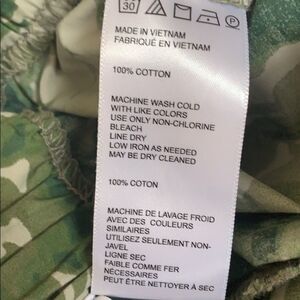 30
P
MADE IN VIETNAM
FABRIQUÉ EN VIETNAM
100% COTTON
MACHINE WASH COLD
WITH LIKE COLORS
USE ONLY NON-CHLORINE
BLEACH
LINE DRY
LOW IRON AS NEEDED
MAY BE DRY CLEANED
100% COTON
MACHINE DE LAVAGE FROID
AVEC DES COULEURS
SIMILAIRES
UTILISEZ SEULEMENT NON-
JAVEL
LIGNE SEC
FAIBLE COMME FER
NÉCESSAIRES
PEUT ÊTRE NETTOYER À SEC